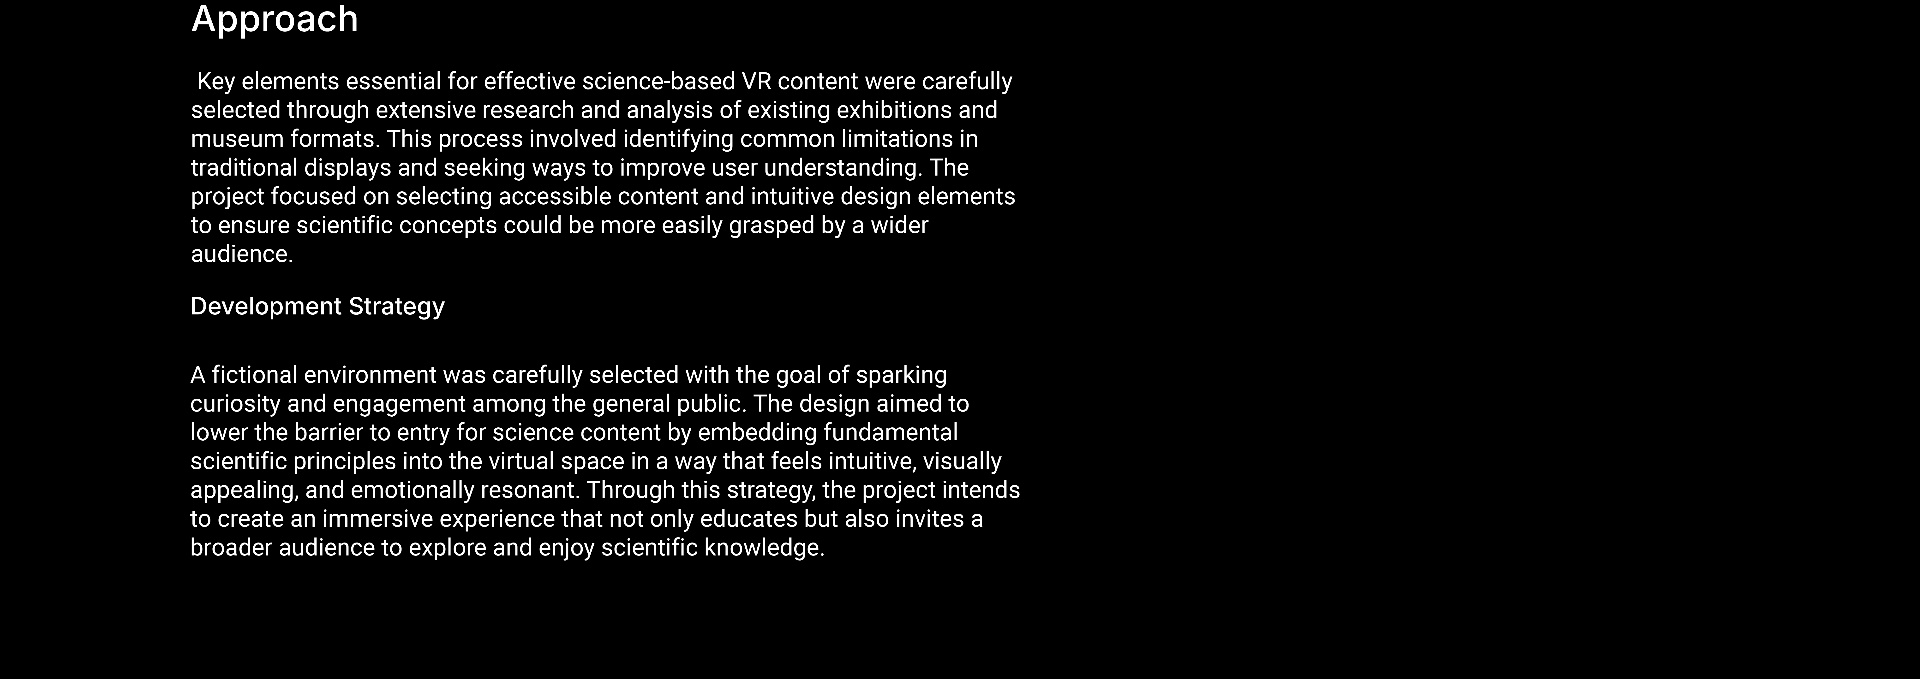 Approach
Key elements essential for effective science-based VR content were carefully
selected through extensive research and analysis of existing exhibitions and
museum formats. This process involved identifying common limitations in
traditional displays and seeking ways to improve user understanding. The
project focused on selecting accessible content and intuitive design elements
to ensure scientific concepts could be more easily grasped by a wider
audience.
Development Strategy
A fictional environment was carefully selected with the goal of sparking
curiosity and engagement among the general public. The design aimed to
lower the barrier to entry for science content by embedding fundamental
scientific principles into the virtual space in a way that feels intuitive, visually
appealing, and emotionally resonant. Through this strategy, the project intends
to create an immersive experience that not only educates but also invites a
broader audience to explore and enjoy scientific knowledge.